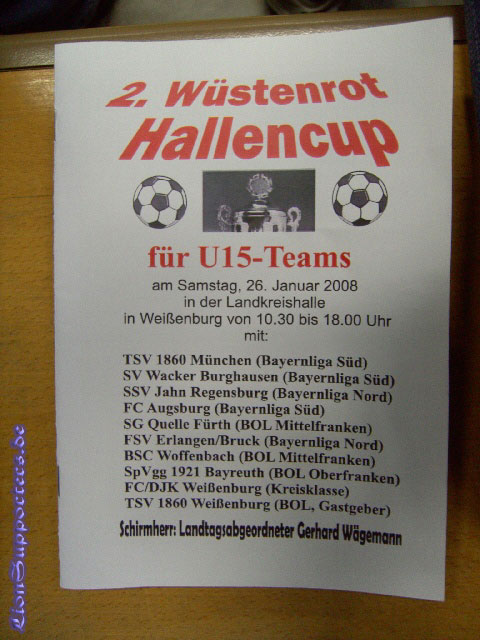 2. Wüstenrot
Hallencup
für U15-Teams
am Samstag, 26. Januar 2008
in der Landkreishalle
in Weißenburg von 10.30 bis 18.00 Uhr
mit:
TSV 1860 München (Bayernliga Süd)
SV Wacker Burghausen (Bayernliga Süd)
SSV Jahn Regensburg (Bayernliga Nord)
FC Augsburg (Bayernliga Süd)
SG Quelle Fürth (BOL Mittelfranken)
FSV Erlangen/Bruck (Bayernliga Nord)
BSC Woffenbach (BOL Mittelfranken)
SpVgg 1921 Bayreuth (BOL Oberfranken)
FC/DJK Weißenburg (Kreisklasse)
TSV 1860 Weißenburg (BOL, Gastgeber)
Schirmherr: Landtagsabgeordneter Gerhard Wägemann
LionSupporters.de